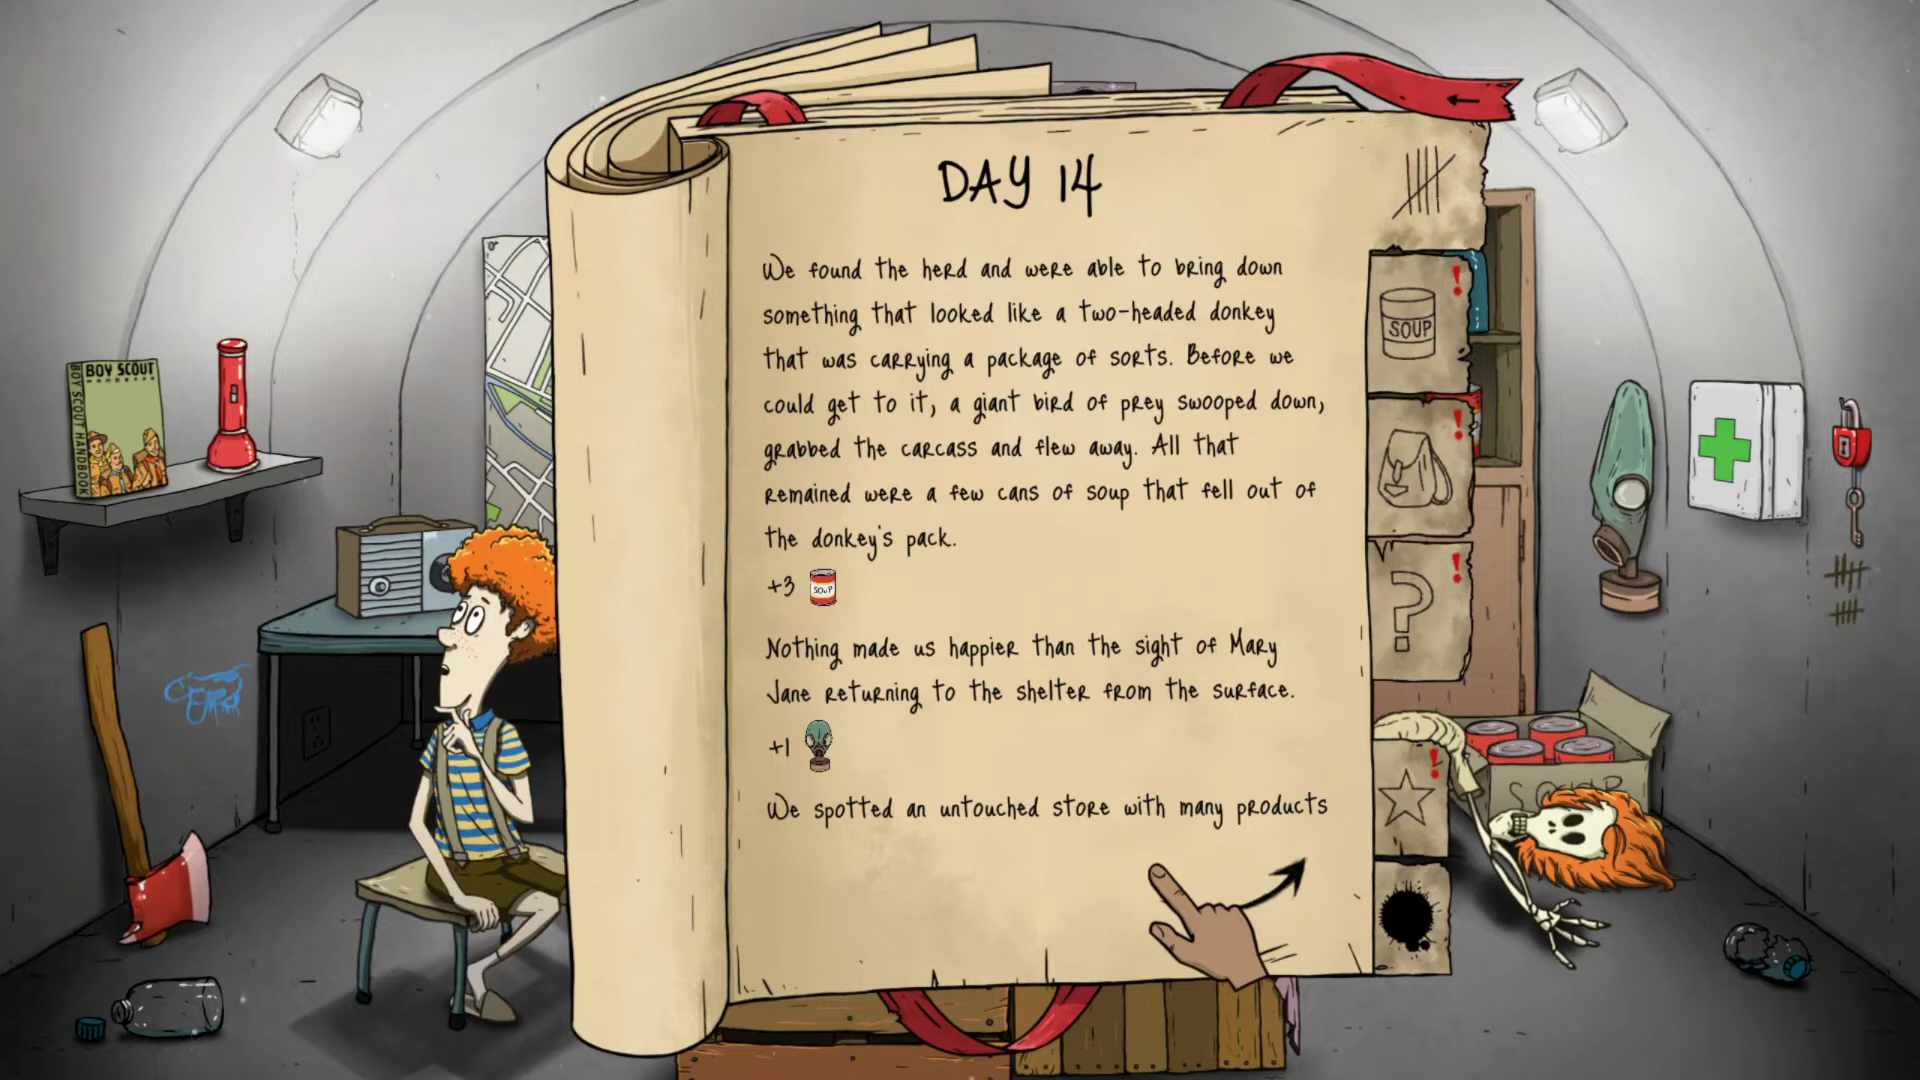 DAY 14
We found the herd and were able to bring down
something that looked like a two-headed donkey
that was carrying a package of sorts. Before we
could get to it, a giant bird of prey swooped down,
grabbed the carcass and flew away. All that
remained were a few cans of soup that fell out of
the donkey's pack.
+3
SOUP
Nothing made us happier than the sight of Mary
Jane returning to the shelter from the surface.
+1
We spotted an untouched store with many products
SOUP
!
!
?
!
!
BOY SCOUT
HANDBOOK
BOY SCOUT HANDBOOK
SOUP